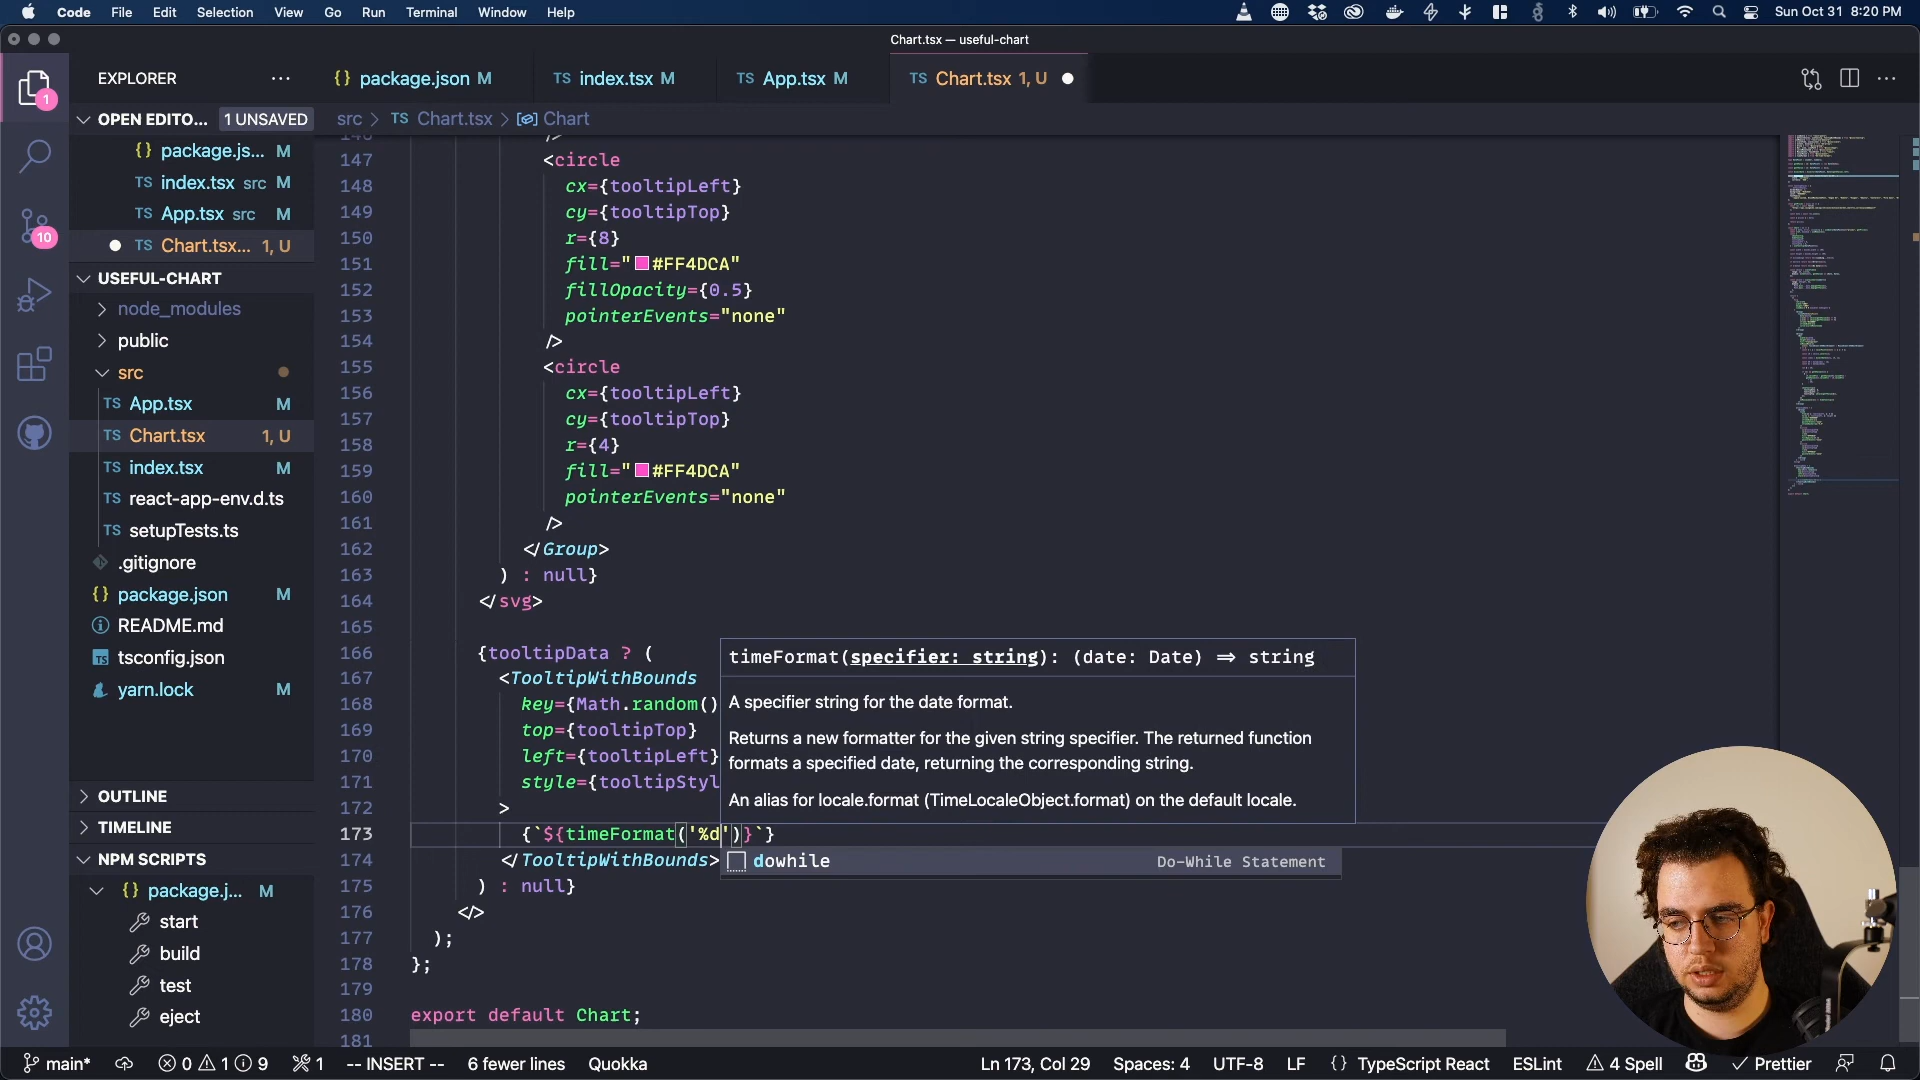 Code File Edit Selection View Go Run Terminal Window Help Sun Oct 31 8:20 PM
Chart.tsx — useful-chart
EXPLORER
{} package.json M
TS index.tsx M
TS App.tsx M
TS Chart.tsx 1, U
1
OPEN EDITO... 1 UNSAVED
src > TS Chart.tsx > Chart
{} package.js... M
TS index.tsx src M
TS App.tsx src M
TS Chart.tsx... 1, U
10
USEFUL-CHART
node_modules
public
src
TS App.tsx M
TS Chart.tsx 1, U
TS index.tsx M
TS react-app-env.d.ts
TS setupTests.ts
.gitignore
{} package.json M
README.md
TS tsconfig.json
yarn.lock M
OUTLINE
TIMELINE
NPM SCRIPTS
{} package.j... M
start
build
test
eject
146 />
147 <circle
148 cx={tooltipLeft}
149 cy={tooltipTop}
150 r={8}
151 fill="#FF4DCA"
152 fillOpacity={0.5}
153 pointerEvents="none"
154 />
155 <circle
156 cx={tooltipLeft}
157 cy={tooltipTop}
158 r={4}
159 fill="#FF4DCA"
160 pointerEvents="none"
161 />
162 </Group>
163 ) : null}
164 </svg>
165
166 {tooltipData ? (
167 <TooltipWithBounds
168 key={Math.random()
169 top={tooltipTop}
170 left={tooltipLeft}
171 style={tooltipStyl
172 >
173 {`${timeFormat('%d')}`}
174 </TooltipWithBounds>
175 ) : null}
176 </>
177 );
178 };
179
180 export default Chart;
181
timeFormat(specifier: string): (date: Date) => string
A specifier string for the date format.
Returns a new formatter for the given string specifier. The returned function
formats a specified date, returning the corresponding string.
An alias for locale.format (TimeLocaleObject.format) on the default locale.
dowhile Do-While Statement
main* 0 1 9 1 -- INSERT -- 6 fewer lines Quokka Ln 173, Col 29 Spaces: 4 UTF-8 LF {} TypeScript React ESLint 4 Spell Prettier